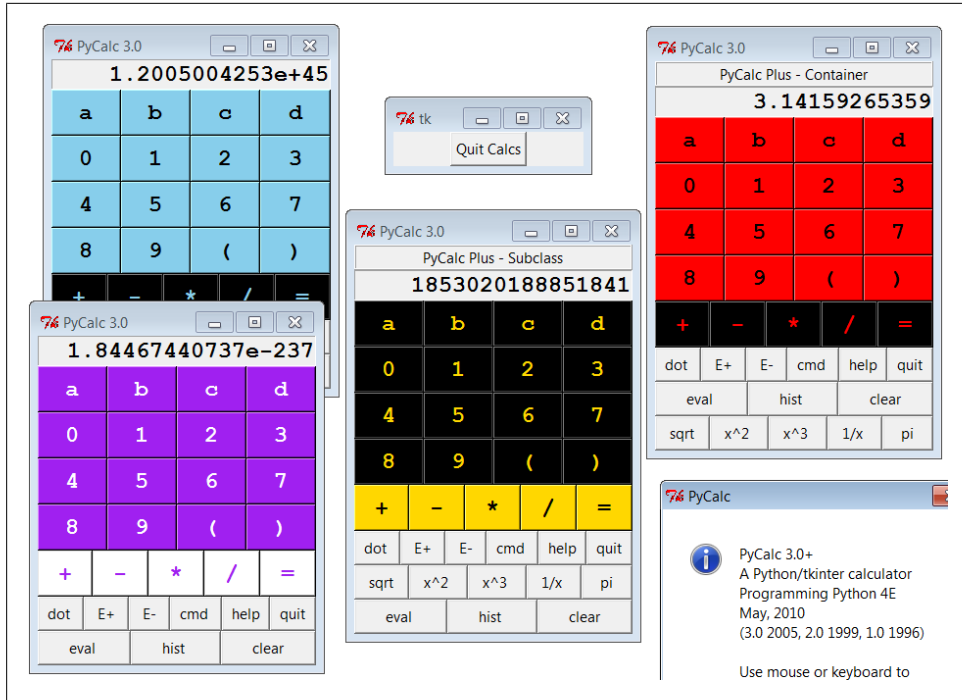 PyCalc 3.0
1.2005004253e+45
a b c d
0 1 2 3
4 5 6 7
8 9 ( )
+ - * / =
tk
Quit Calcs
PyCalc 3.0
PyCalc Plus - Container
3.14159265359
a b c d
0 1 2 3
4 5 6 7
8 9 ( )
+ - * / =
dot E+ E- cmd help quit
eval hist clear
sqrt x^2 x^3 1/x pi
PyCalc 3.0
PyCalc Plus - Subclass
1853020188851841
a b c d
0 1 2 3
4 5 6 7
8 9 ( )
+ - * / =
dot E+ E- cmd help quit
sqrt x^2 x^3 1/x pi
eval hist clear
PyCalc 3.0
1.84467440737e-237
a b c d
0 1 2 3
4 5 6 7
8 9 ( )
+ - * / =
dot E+ E- cmd help quit
eval hist clear
PyCalc
PyCalc 3.0+
A Python/tkinter calculator
Programming Python 4E
May, 2010
(3.0 2005, 2.0 1999, 1.0 1996)
Use mouse or keyboard to